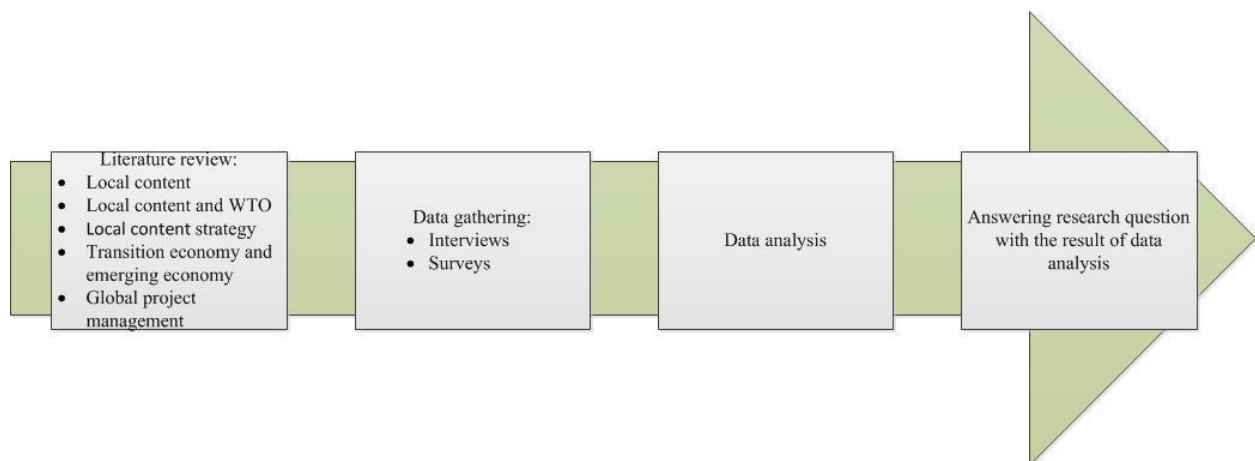 Literature review:
• Local content
• Local content and WTO
• Local content strategy
• Transition economy and
emerging economy
• Global project
management
Data gathering:
• Interviews
• Surveys
Data analysis
Answering research question
with the result of data
analysis